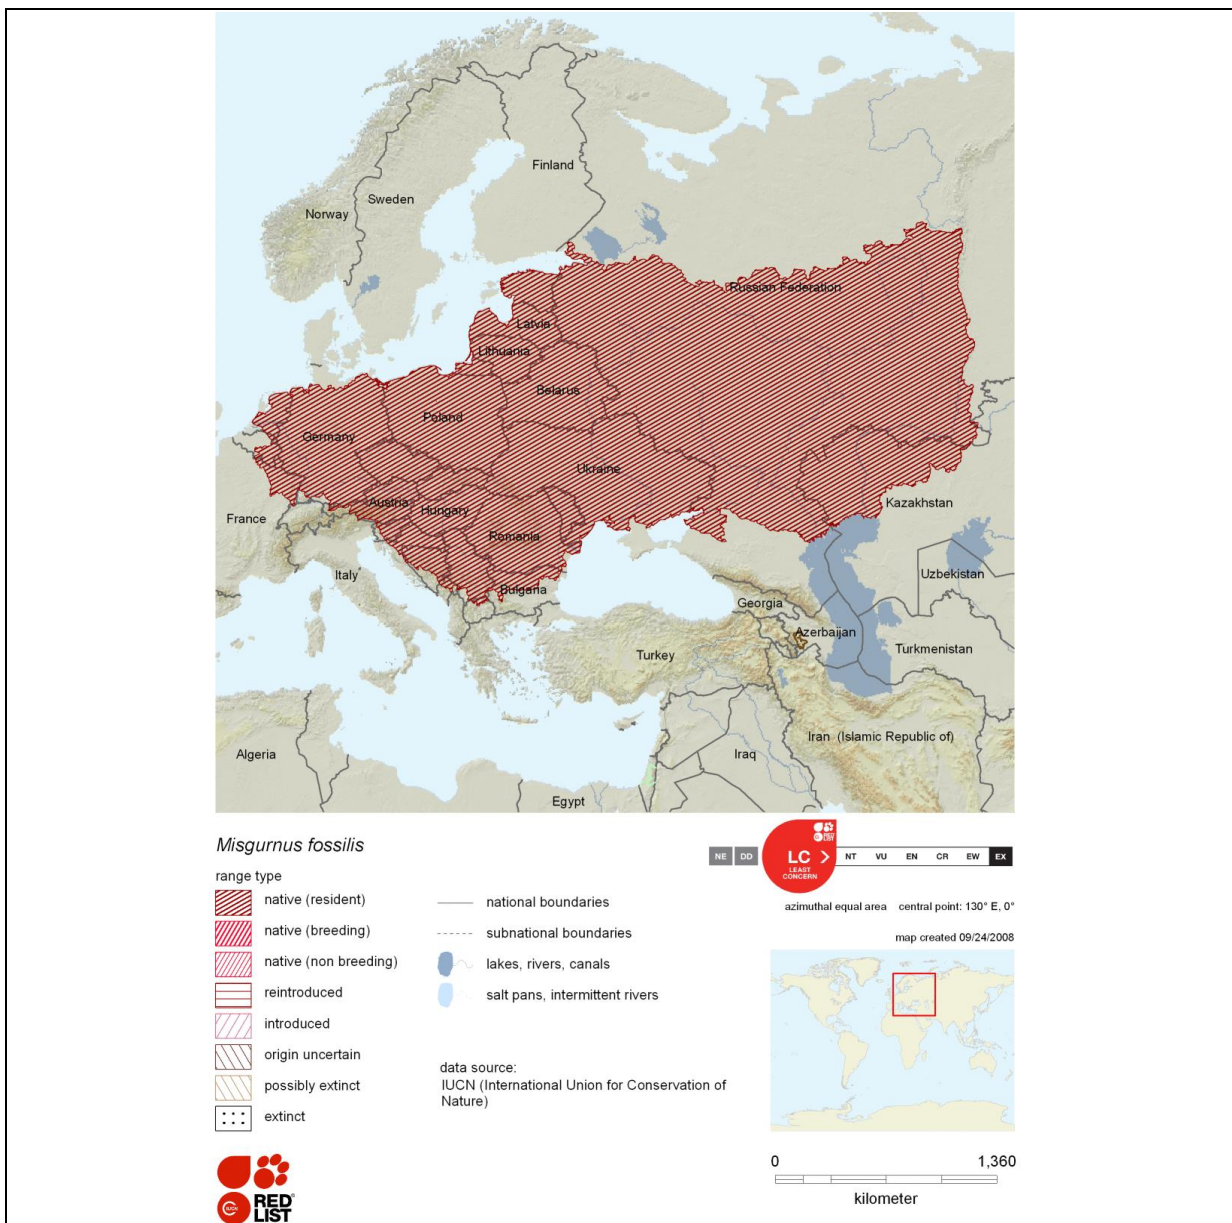 Finland
Sweden
Norway
Russian Federation
Latvia
Lithuania
Belarus
Poland
Germany
Ukraine
Austria
Hungary
Kazakhstan
France
Romania
Italy
Uzbekistan
Bulgaria
Georgia
Azerbaijan
Turkmenistan
Turkey
Iran (Islamic Republic of)
Algeria
Iraq
Egypt
Misgurnus fossilis
range type
native (resident)
native (breeding)
native (non breeding)
reintroduced
introduced
origin uncertain
possibly extinct
extinct
national boundaries
subnational boundaries
lakes, rivers, canals
salt pans, intermittent rivers
data source:
IUCN (International Union for Conservation of
Nature)
NE DD LC > NT VU EN CR EW EX
LEAST
CONCERN
RED
LIST
azimuthal equal area central point: 130° E, 0°
map created 09/24/2008
0 1,360
kilometer
IUCN
RED
LIST